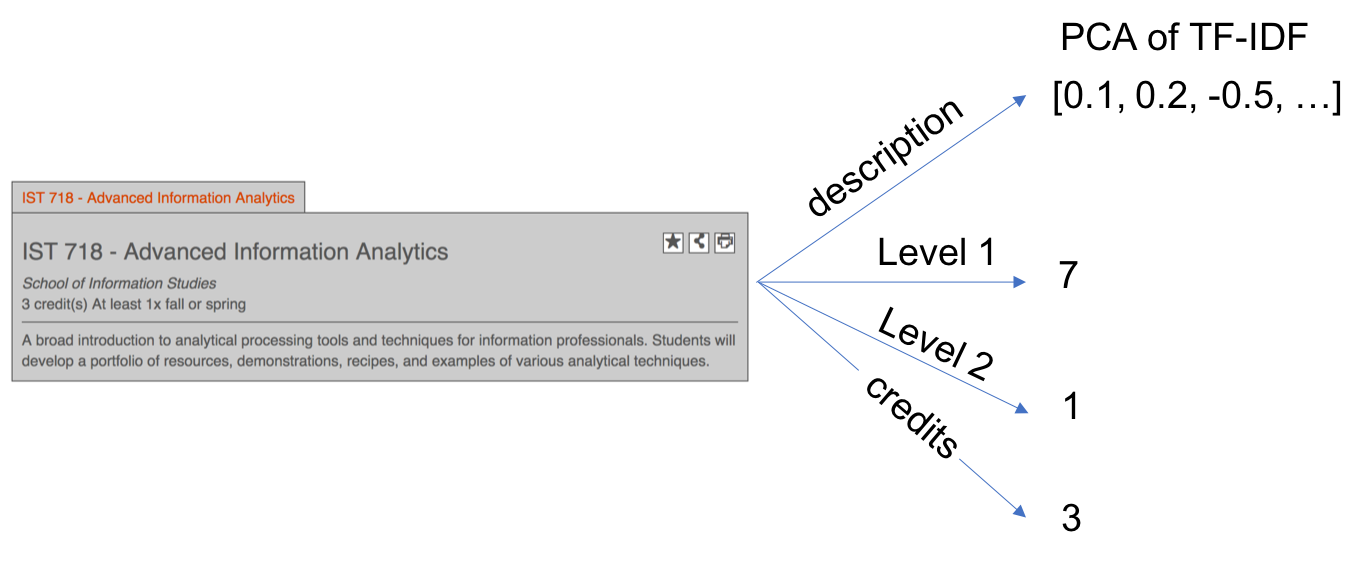 PCA of TF-IDF
[0.1, 0.2, -0.5, …]
description
IST 718 - Advanced Information Analytics
IST 718 - Advanced Information Analytics
School of Information Studies
3 credit(s) At least 1x fall or spring
A broad introduction to analytical processing tools and techniques for information professionals. Students will
develop a portfolio of resources, demonstrations, recipes, and examples of various analytical techniques.
Level 1
7
Level 2
1
credits
3